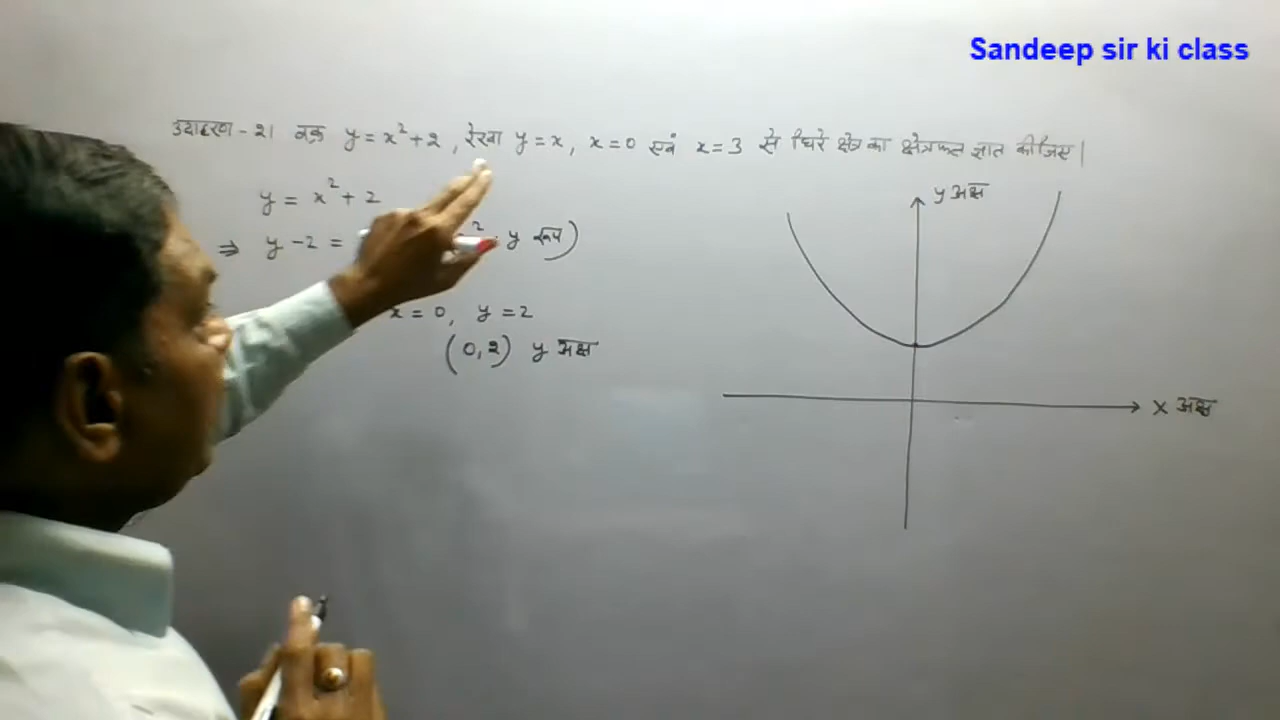 Sandeep sir ki class
उदाहरण - 21 वक्र y = x² + 2, रेखा y = x, x = 0 एवं x = 3 से घिरे क्षेत्र का क्षेत्रफल ज्ञात कीजिए।
y = x² + 2
⇒ y - 2 = ² y रूप)
x = 0, y = 2
(0, 2) y अक्ष
y अक्ष
x अक्ष